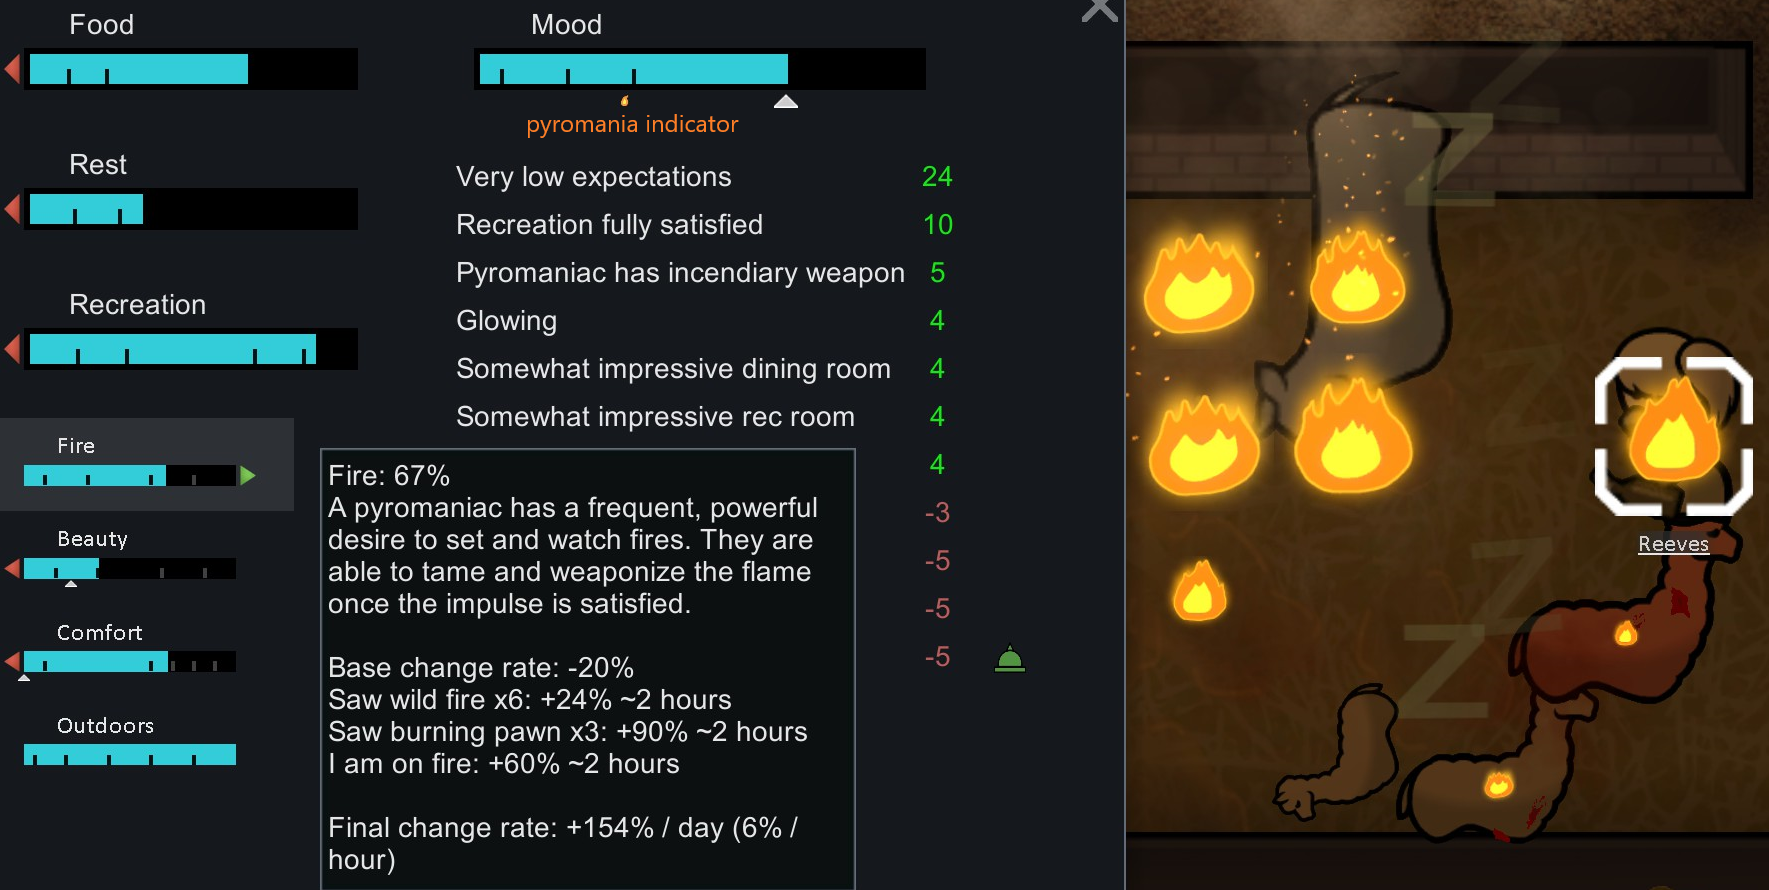 Food
Mood
pyromania indicator
Rest
Very low expectations 24
Recreation fully satisfied 10
Pyromaniac has incendiary weapon 5
Recreation
Glowing 4
Somewhat impressive dining room 4
Somewhat impressive rec room 4
4
-3
-5
-5
-5
Fire
Beauty
Comfort
Outdoors
Fire: 67%
A pyromaniac has a frequent, powerful
desire to set and watch fires. They are
able to tame and weaponize the flame
once the impulse is satisfied.
Base change rate: -20%
Saw wild fire x6: +24% ~2 hours
Saw burning pawn x3: +90% ~2 hours
I am on fire: +60% ~2 hours
Final change rate: +154% / day (6% /
hour)
Z
Z
Z
Z
Z
Reeves